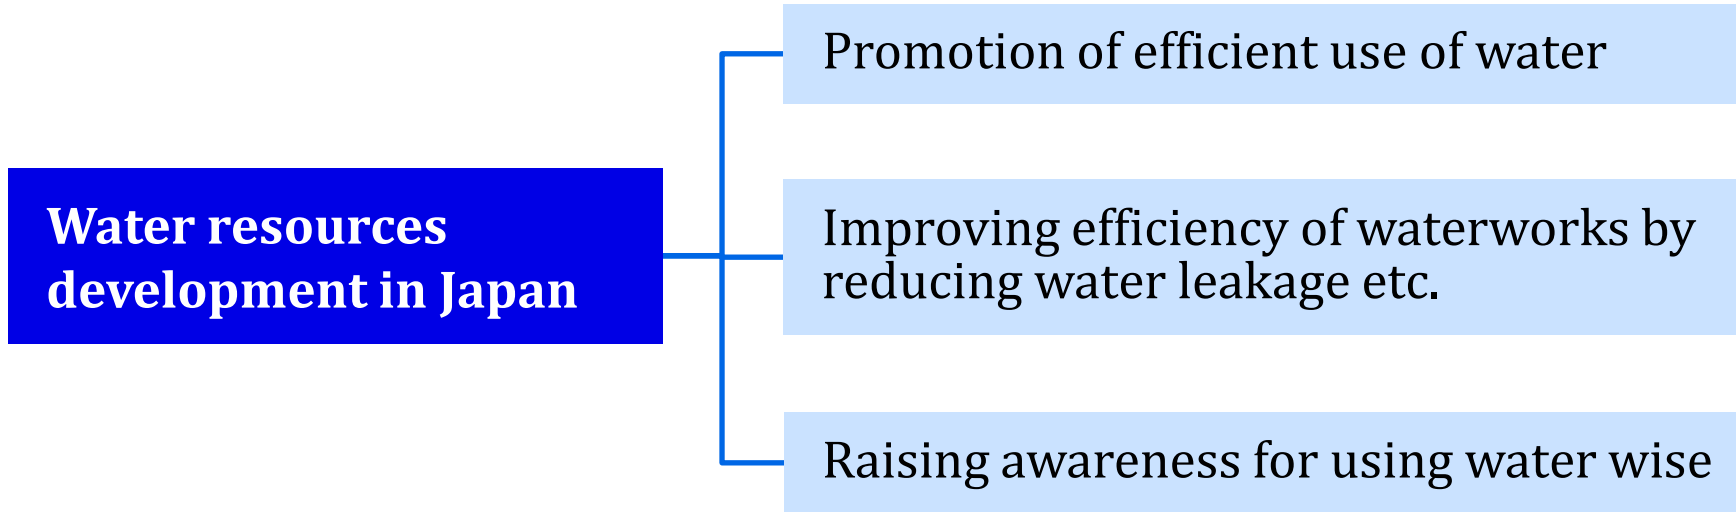 Promotion of efficient use of water
Water resources
development in Japan
Improving efficiency of waterworks by
reducing water leakage etc.
Raising awareness for using water wise